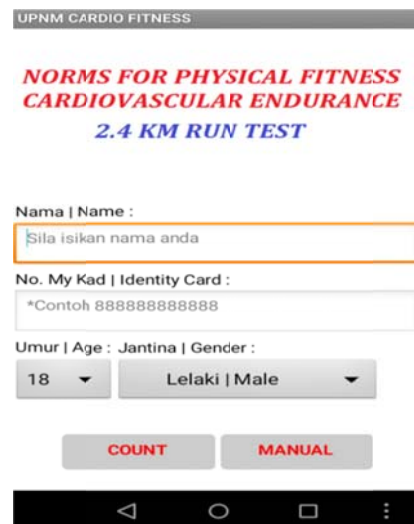 UPNM CARDIO FITNESS
NORMS FOR PHYSICAL FITNESS
CARDIOVASCULAR ENDURANCE
2.4 KM RUN TEST
Nama | Name :
Sila isikan nama anda
No. My Kad | Identity Card :
*Contoh 888888888888
Umur | Age : Jantina | Gender :
18 Lelaki | Male
COUNT MANUAL